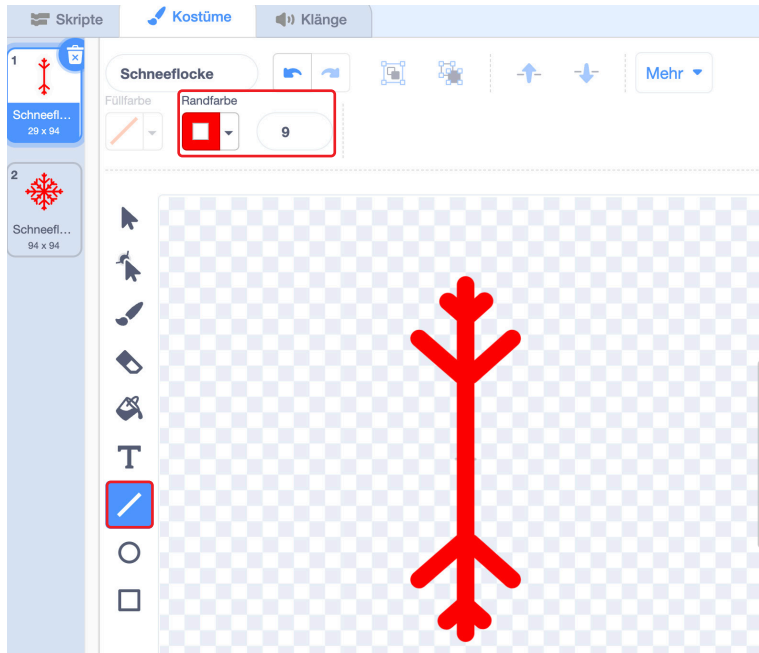 Skripte
Kostüme
Klänge
1
Schneefl...
29 x 94
2
Schneefl...
94 x 94
Schneeflocke
Mehr
Füllfarbe
Randfarbe
9
T